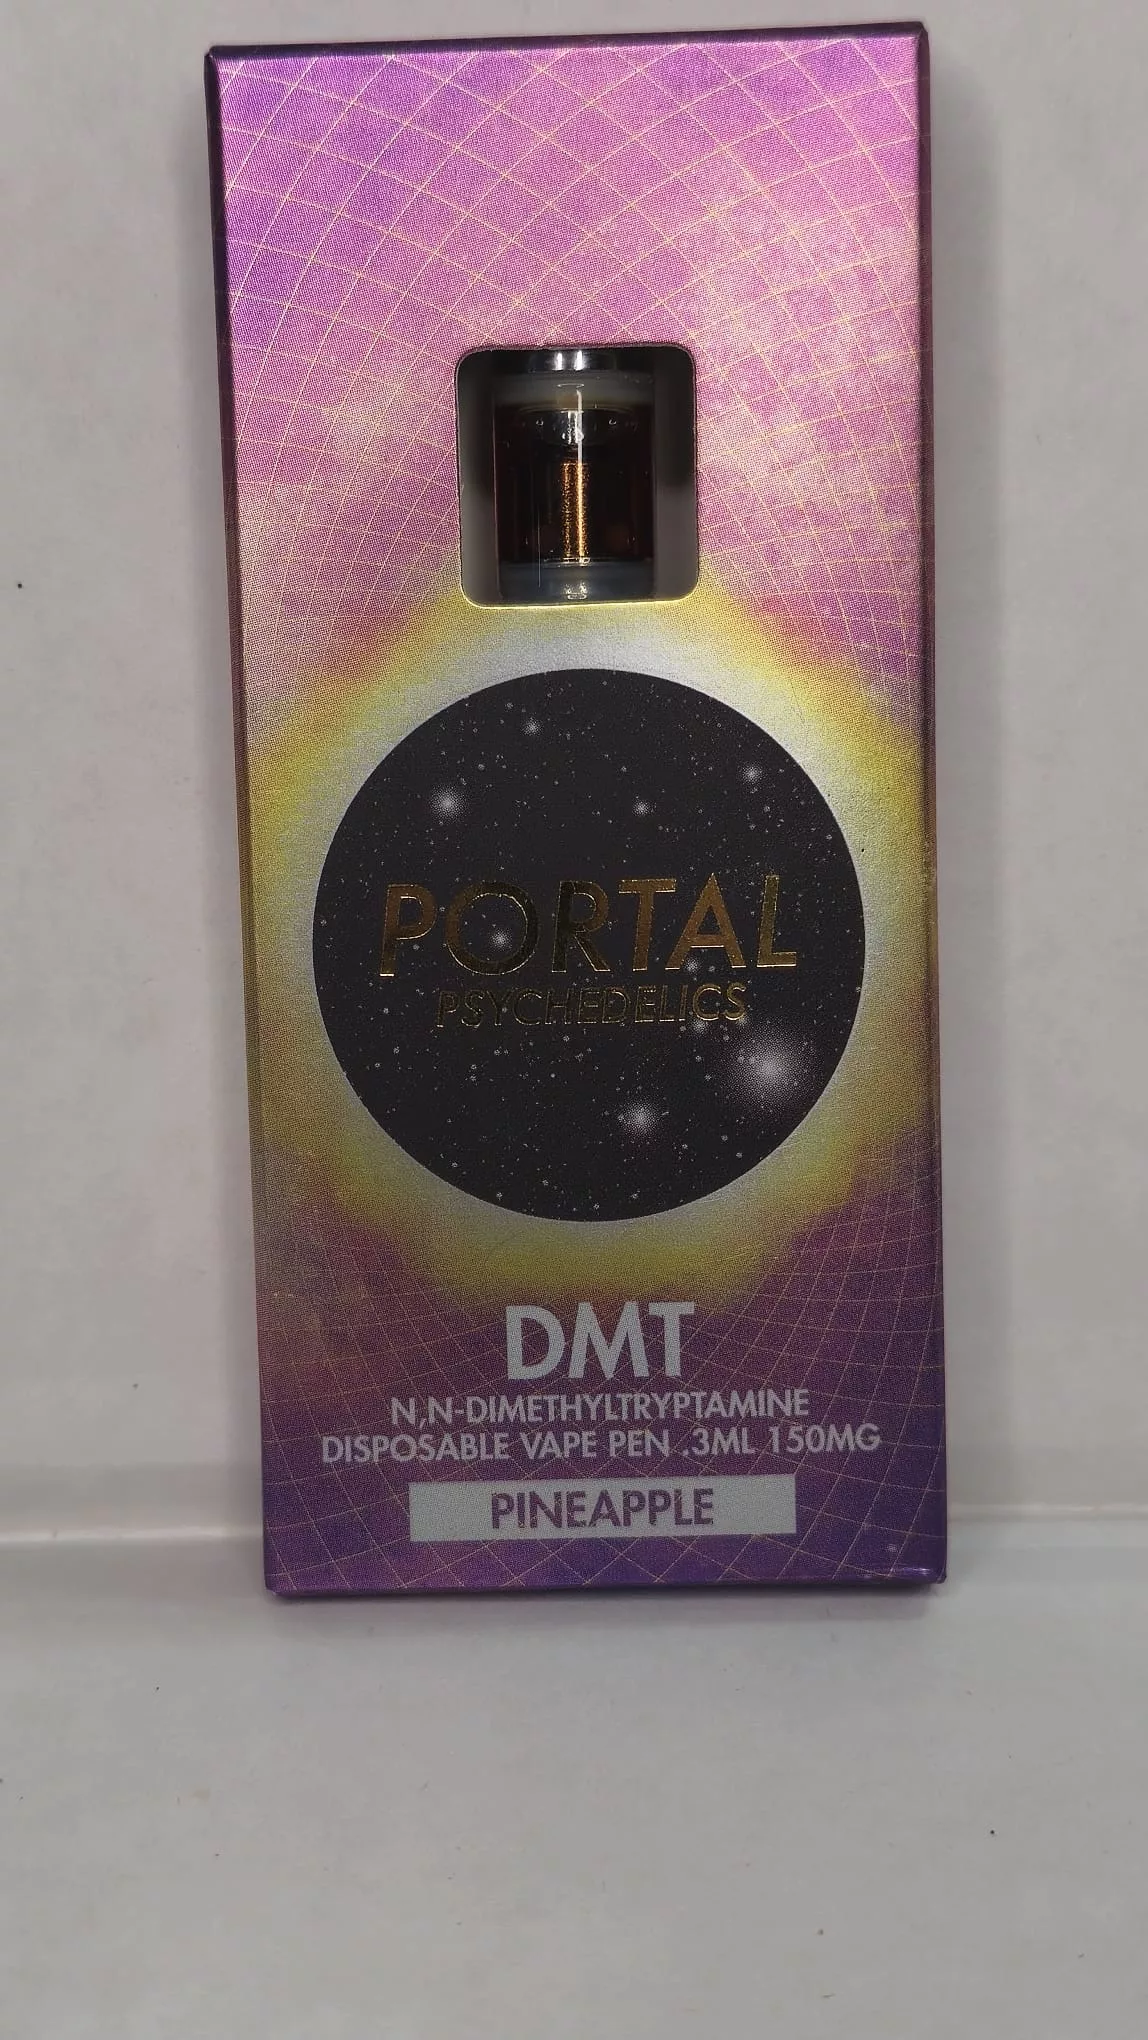 PORTAL
PSYCHEDELICS
DMT
N,N-DIMETHYLTRYPTAMINE
DISPOSABLE VAPE PEN .3ML 150MG
PINEAPPLE